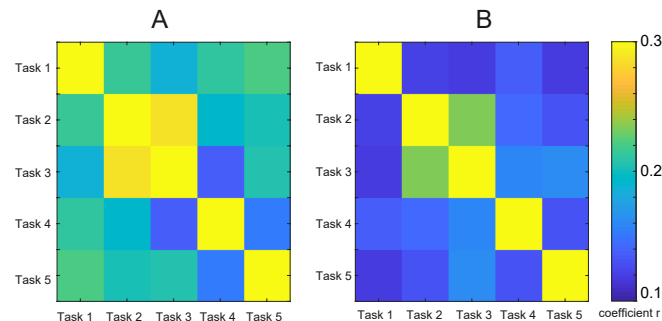 A
B
Task 1
Task 2
Task 3
Task 4
Task 5
Task 1 Task 2 Task 3 Task 4 Task 5
Task 1
Task 2
Task 3
Task 4
Task 5
Task 1 Task 2 Task 3 Task 4 Task 5
0.3
0.2
0.1
coefficient r